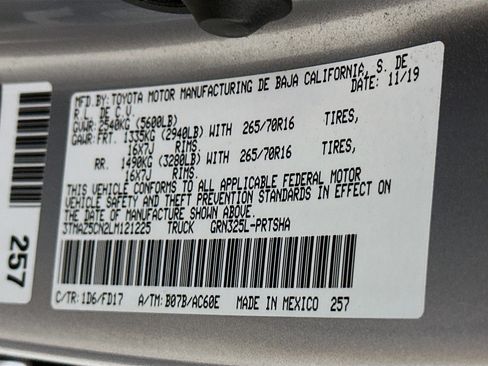 MFD.BY:TOYOTA MOTOR MANUFACTURING DE BAJA CALIFORNIA, S. DE
R.L. DE C.V. DATE: 11/19
GVWR: 2540KG (5600LB)
GAWR: FRT. 1335KG (2940LB) WITH 265/70R16 TIRES,
16X7J RIMS.
RR. 1490KG (3280LB) WITH 265/70R16 TIRES,
16X7J RIMS.
THIS VEHICLE CONFORMS TO ALL APPLICABLE FEDERAL MOTOR
VEHICLE SAFETY AND THEFT PREVENTION STANDARDS IN EFFECT ON
THE DATE OF MANUFACTURE SHOWN ABOVE.
3TMAZ5CN2LM121225 TRUCK GRN325L-PRTSHA
C/TR: 1D6/FD17 A/TM: B07B/AC60E MADE IN MEXICO 257
257